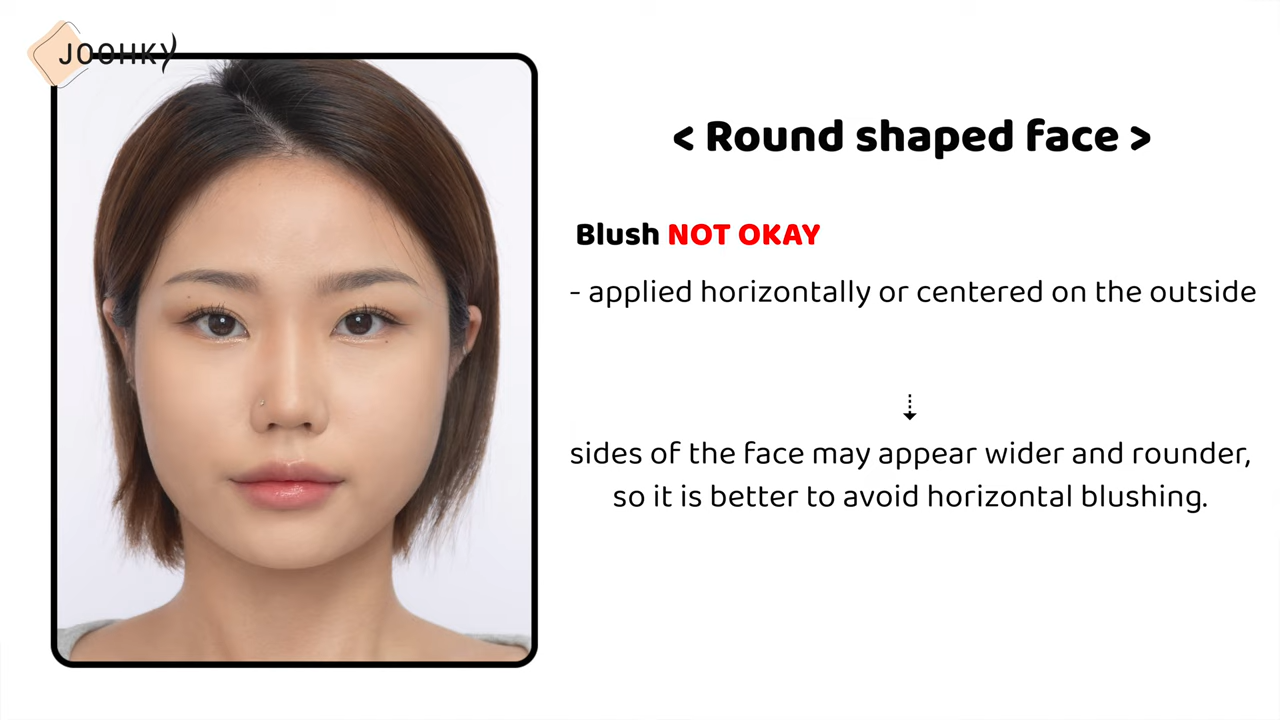 JOOHKY
< Round shaped face >
Blush NOT OKAY
- applied horizontally or centered on the outside
sides of the face may appear wider and rounder,
so it is better to avoid horizontal blushing.